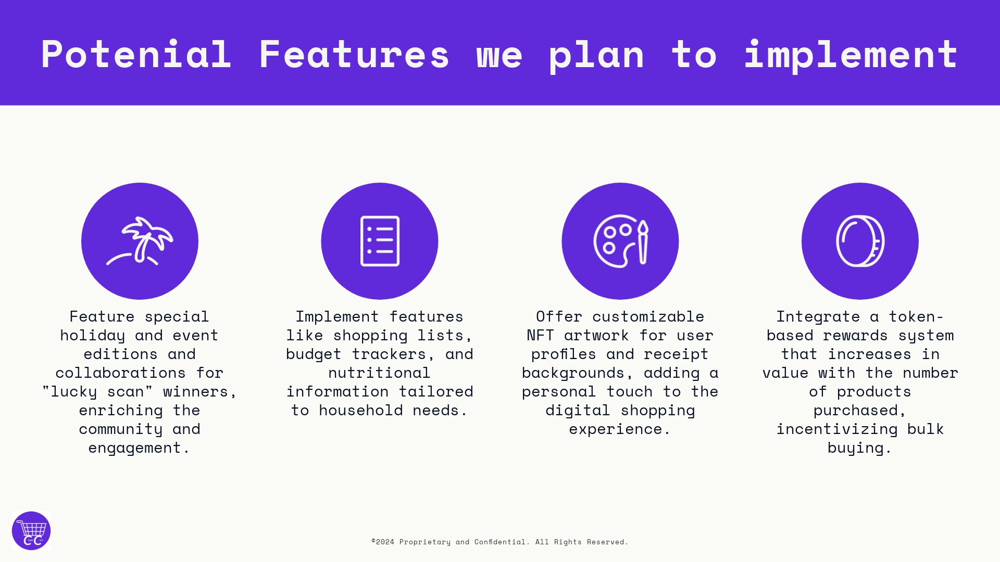 Potenial Features we plan to implement
Feature special
holiday and event
editions and
collaborations for
"lucky scan" winners,
enriching the
community and
engagement.
Implement features
like shopping lists,
budget trackers, and
nutritional
information tailored
to household needs.
Offer customizable
NFT artwork for user
profiles and receipt
backgrounds, adding a
personal touch to the
digital shopping
experience.
Integrate a token-
based rewards system
that increases in
value with the number
of products
purchased,
incentivizing bulk
buying.
CC
©2024 Proprietary and Confidential. All Rights Reserved.